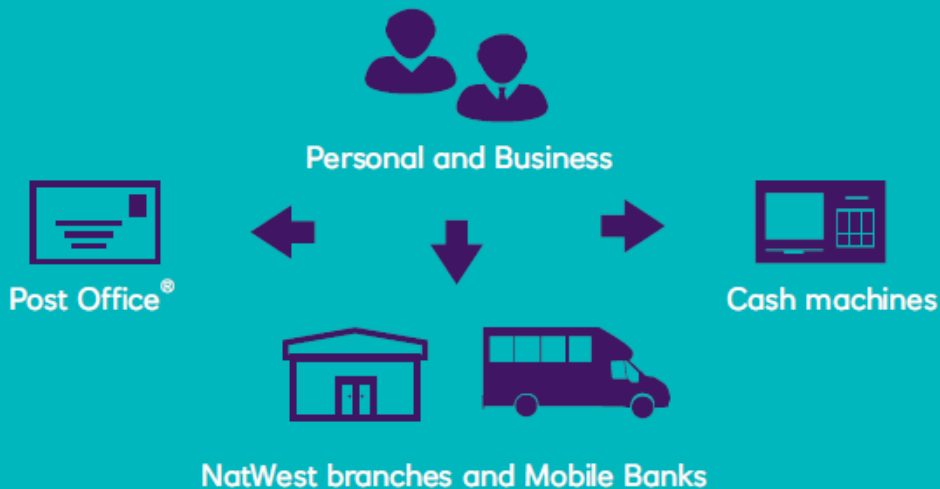 Personal and Business
Post Office®
Cash machines
NatWest branches and Mobile Banks